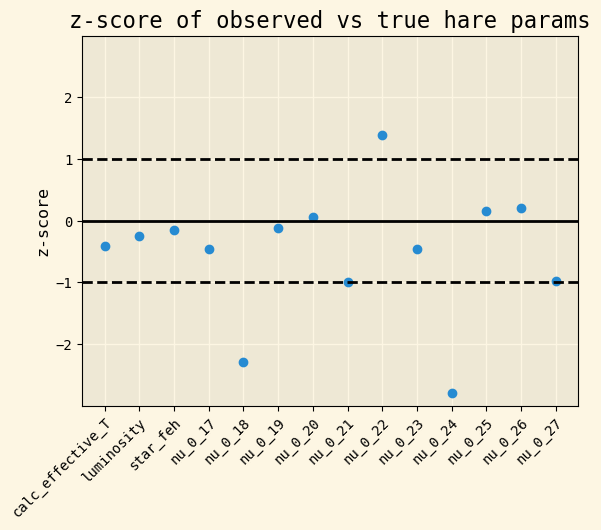 z-score of observed vs true hare params
z-score
2
1
0
−1
−2
calc_effective_T
luminosity
star_feh
nu_0_17
nu_0_18
nu_0_19
nu_0_20
nu_0_21
nu_0_22
nu_0_23
nu_0_24
nu_0_25
nu_0_26
nu_0_27